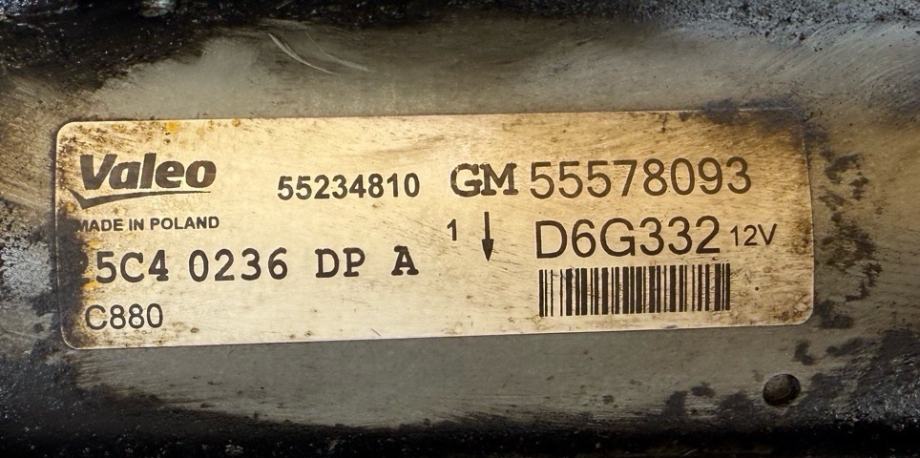 Valeo 55234810 GM 55578093
MADE IN POLAND 1 ↓ D6G332 12V
5C4 0236 DP A
C880